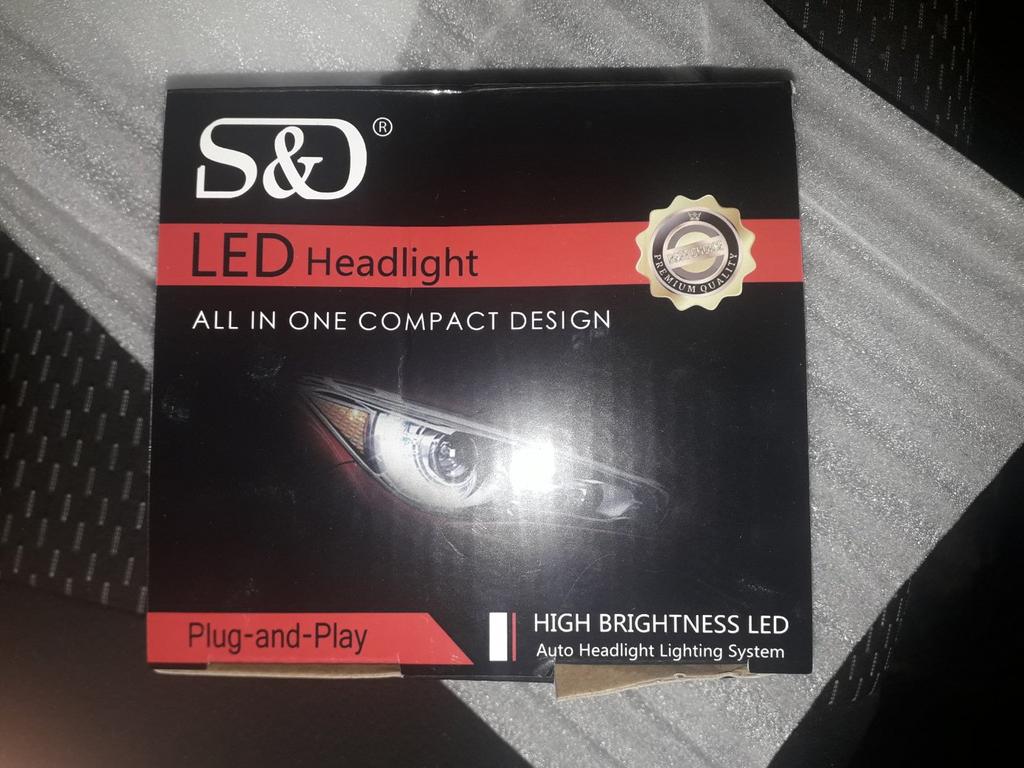 S&D®
LED Headlight
PREMIUM QUALITY
ALL IN ONE COMPACT DESIGN
Plug-and-Play
HIGH BRIGHTNESS LED
Auto Headlight Lighting System